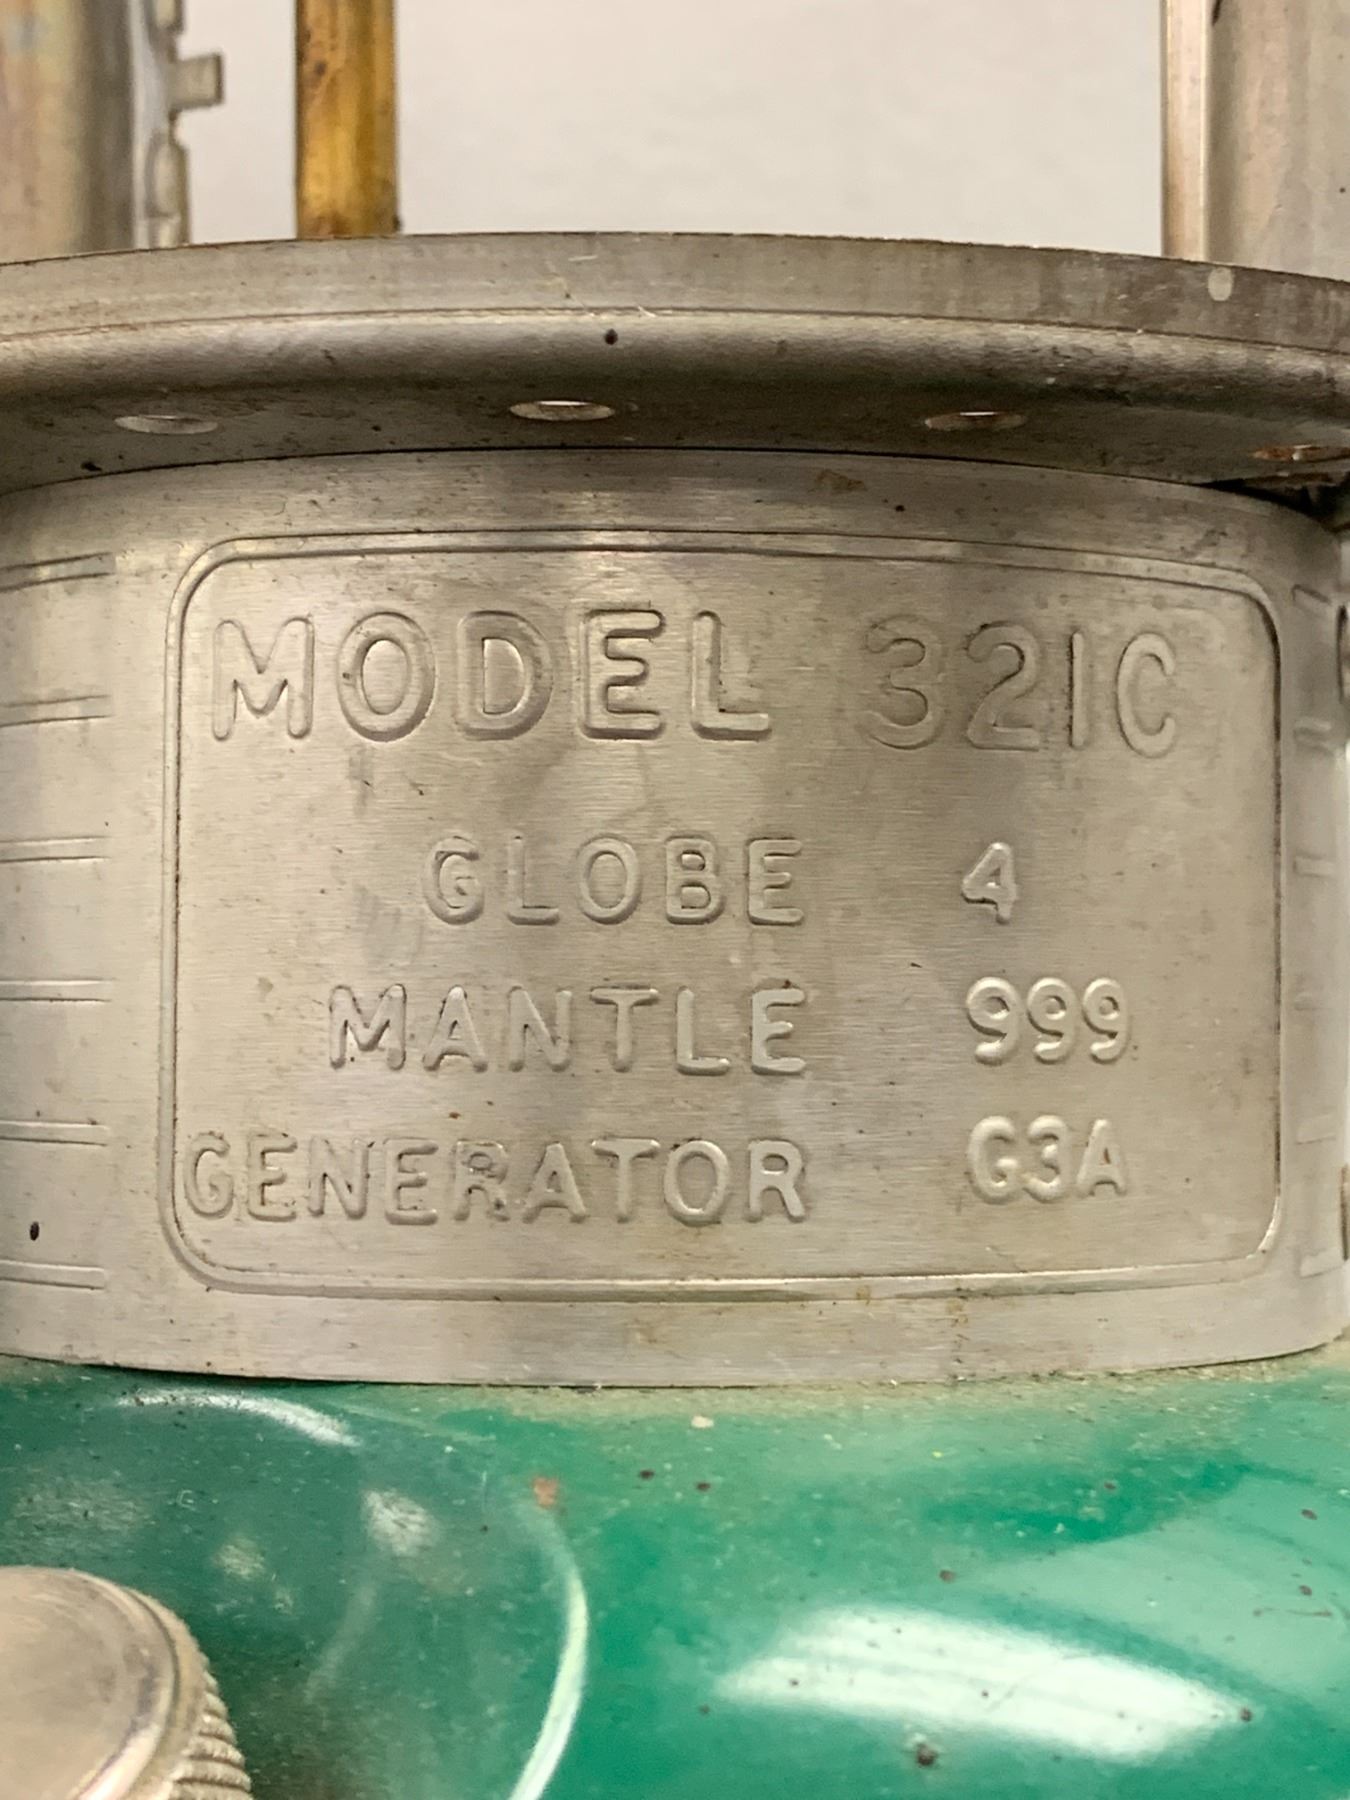 MODEL 321C
GLOBE 4
MANTLE 999
GENERATOR G3A